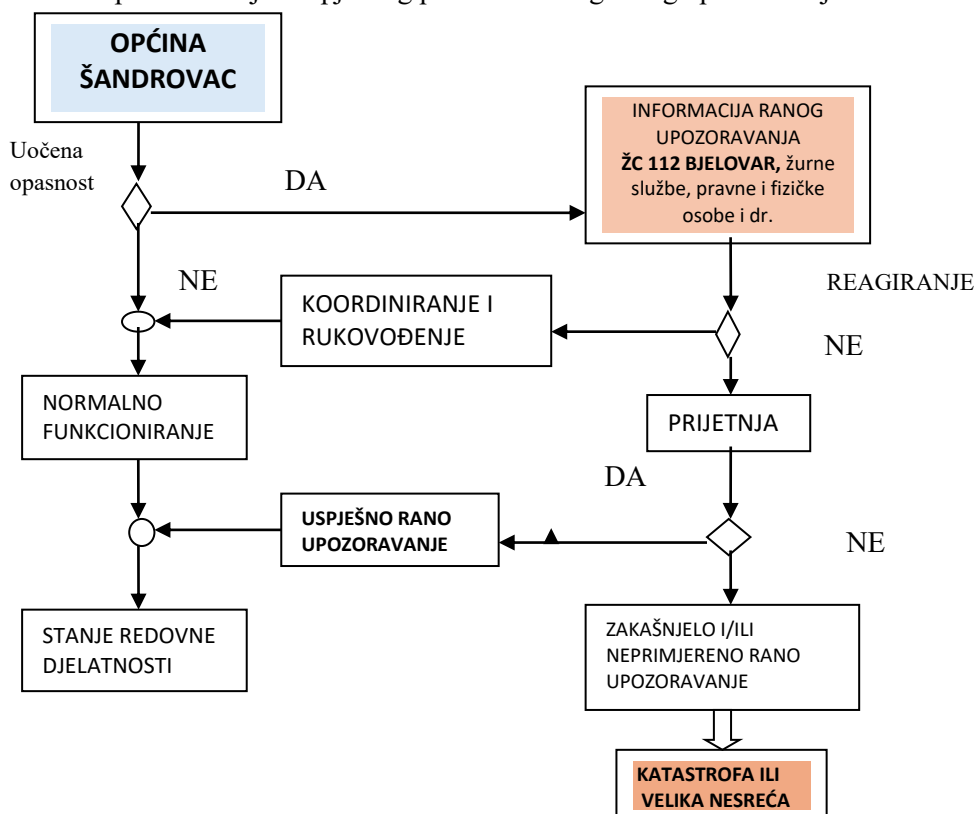 OPĆINA
ŠANDROVAC
INFORMACIJA RANOG
UPOZORAVANJA
ŽC 112 BJELOVAR, žurne
službe, pravne i fizičke
osobe i dr.
Uočena
opasnost
DA
NE
REAGIRANJE
KOORDINIRANJE I
RUKOVOĐENJE
NE
NORMALNO
FUNKCIONIRANJE
PRIJETNJA
DA
USPJEŠNO RANO
UPOZORAVANJE
NE
STANJE REDOVNE
DJELATNOSTI
ZAKAŠNJELO I/ILI
NEPRIMJERENO RANO
UPOZORAVANJE
KATASTROFA ILI
VELIKA NESREĆA